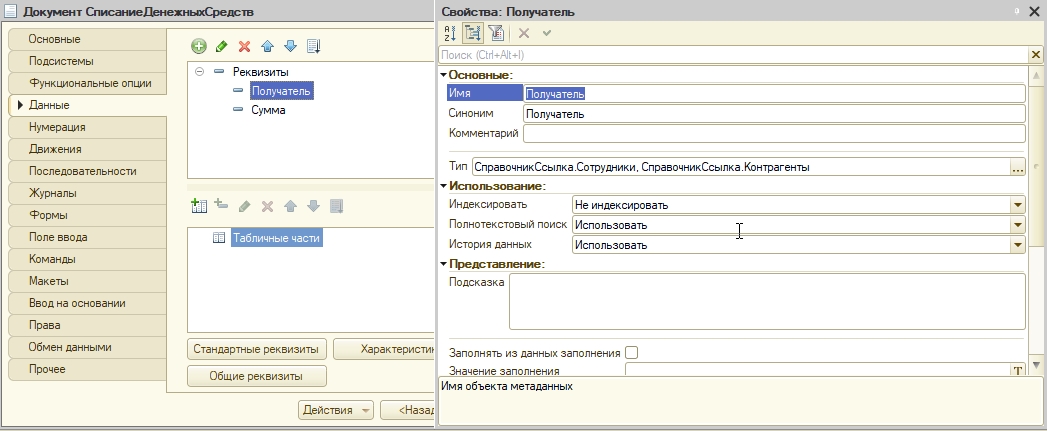 Документ СписаниеДенежныхСредств
Основные
Подсистемы
Функциональные опции
Данные
Нумерация
Движения
Последовательности
Журналы
Формы
Поле ввода
Команды
Макеты
Ввод на основании
Права
Обмен данными
Прочее
Реквизиты
Получатель
Сумма
Табличные части
Стандартные реквизиты
Характеристик
Общие реквизиты
Действия
<Назад
Свойства: Получатель
Поиск (Ctrl+Alt+I)
Основные:
Имя Получатель
Синоним Получатель
Комментарий
Тип СправочникСсылка.Сотрудники, СправочникСсылка.Контрагенты ...
Использование:
Индексировать Не индексировать
Полнотекстовый поиск Использовать
История данных Использовать
Представление:
Подсказка
Заполнять из данных заполнения
Значение заполнения T
Имя объекта метаданных